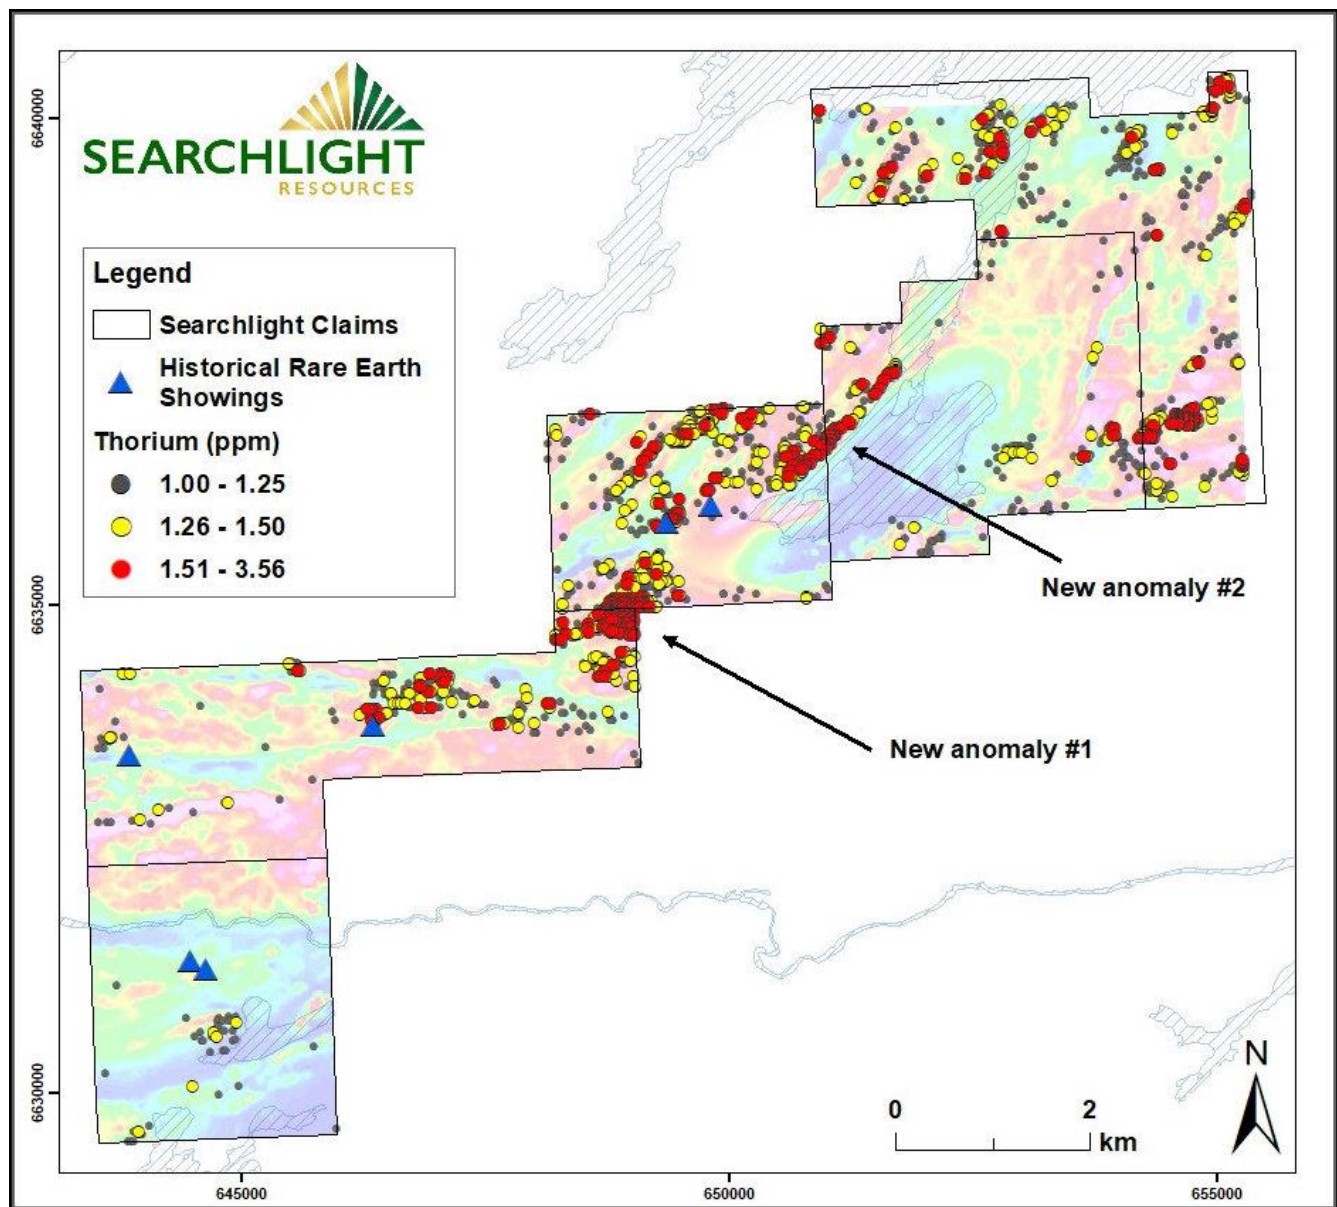 SEARCHLIGHT
RESOURCES
Legend
Searchlight Claims
Historical Rare Earth
Showings
Thorium (ppm)
1.00 - 1.25
1.26 - 1.50
1.51 - 3.56
New anomaly #2
New anomaly #1
N
0 2
km
6640000
6635000
6630000
645000 650000 655000